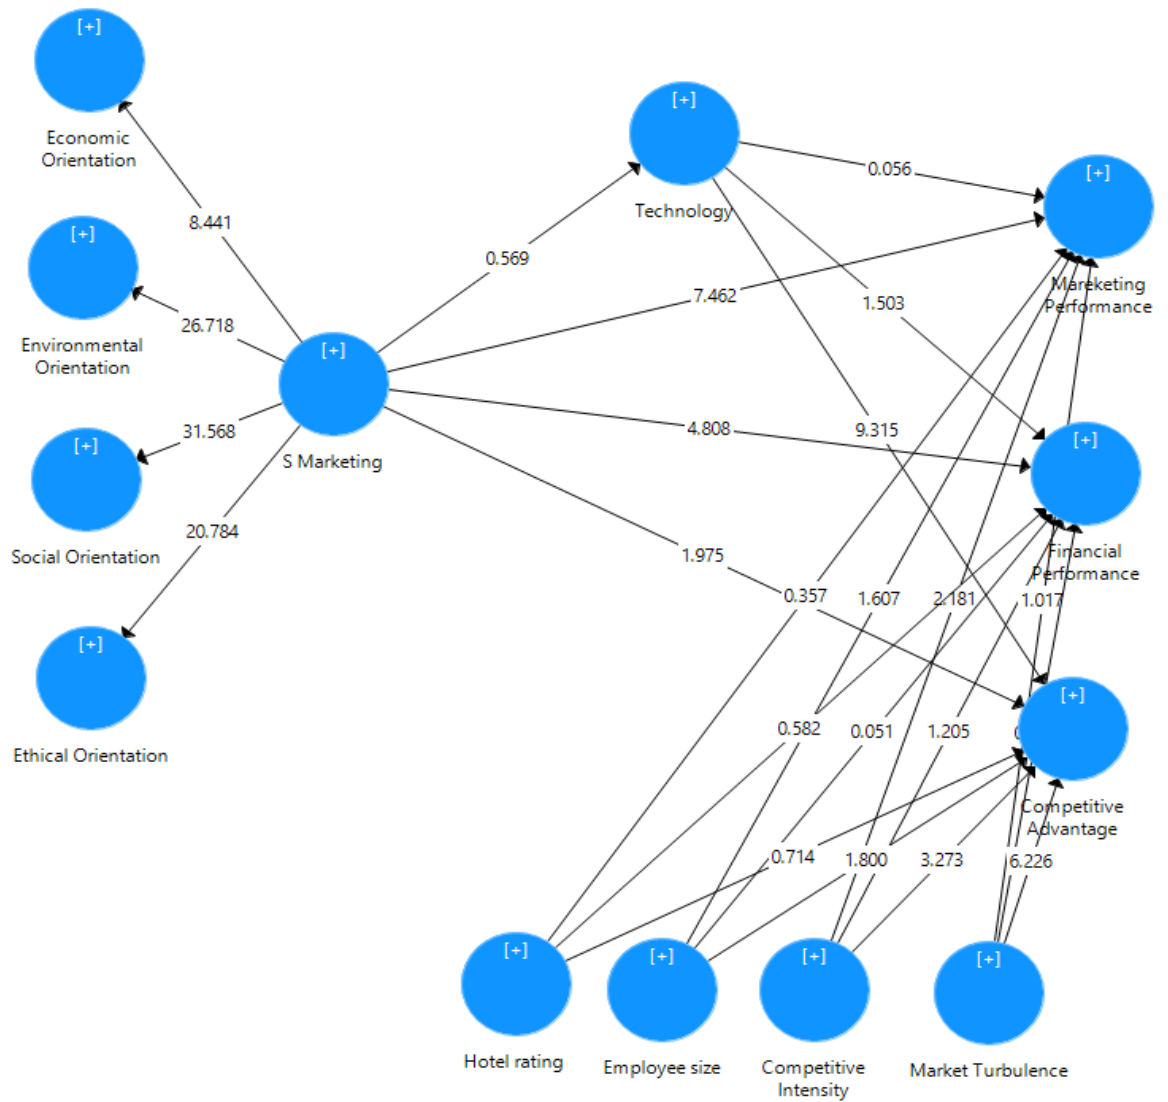 [+]
Economic
Orientation
[+]
Technology
[+]
Mareketing
Performance
8.441
0.056
[+]
Environmental
Orientation
0.569
7.462
1.503
26.718
[+]
S Marketing
[+]
Social Orientation
31.568
4.808
9.315
[+]
Financial
Performance
20.784
1.975
0.357
1.607
2.181
1.017
[+]
Ethical Orientation
0.582
0.051
1.205
[+]
Competitive
Advantage
0.714
1.800
3.273
6.226
[+]
Hotel rating
[+]
Employee size
[+]
Competitive
Intensity
[+]
Market Turbulence